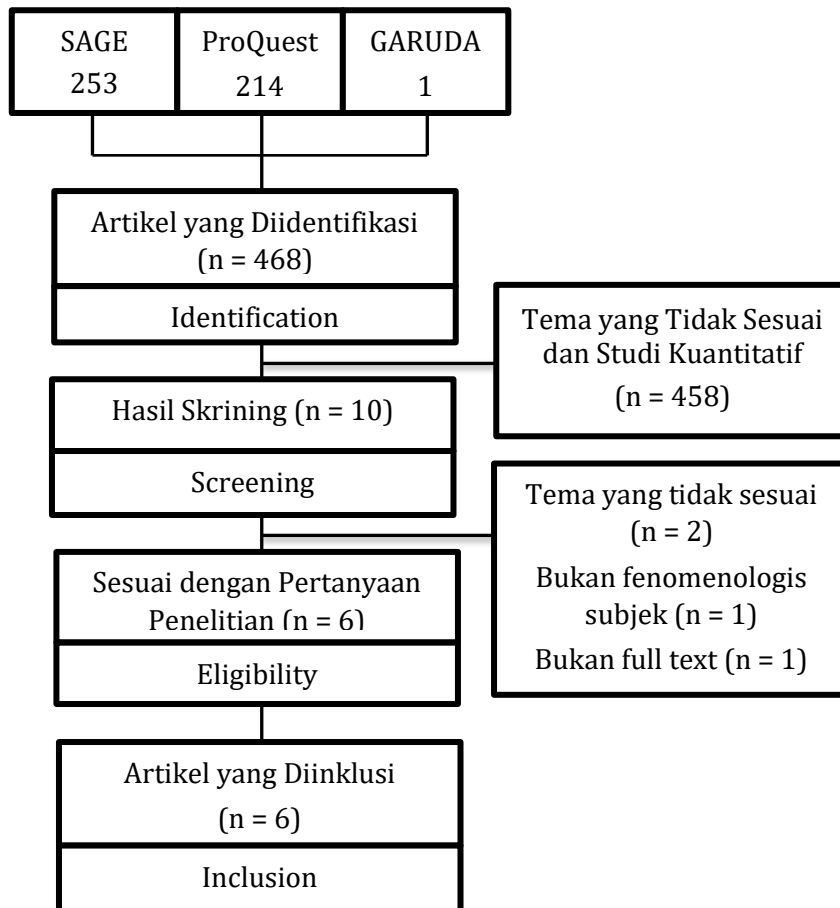 SAGE
253
ProQuest
214
GARUDA
1
Artikel yang Diidentifikasi
(n = 468)
Identification
Tema yang Tidak Sesuai
dan Studi Kuantitatif
(n = 458)
Hasil Skrining (n = 10)
Screening
Tema yang tidak sesuai
(n = 2)
Bukan fenomenologis
subjek (n = 1)
Bukan full text (n = 1)
Sesuai dengan Pertanyaan
Penelitian (n = 6)
Eligibility
Artikel yang Diinklusi
(n = 6)
Inclusion